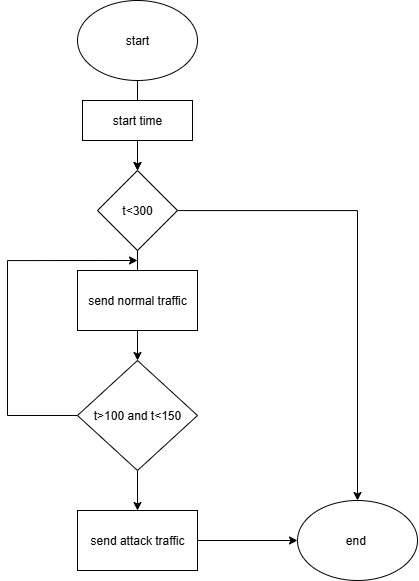 start
start time
t<300
send normal traffic
t>100 and t<150
send attack traffic
end